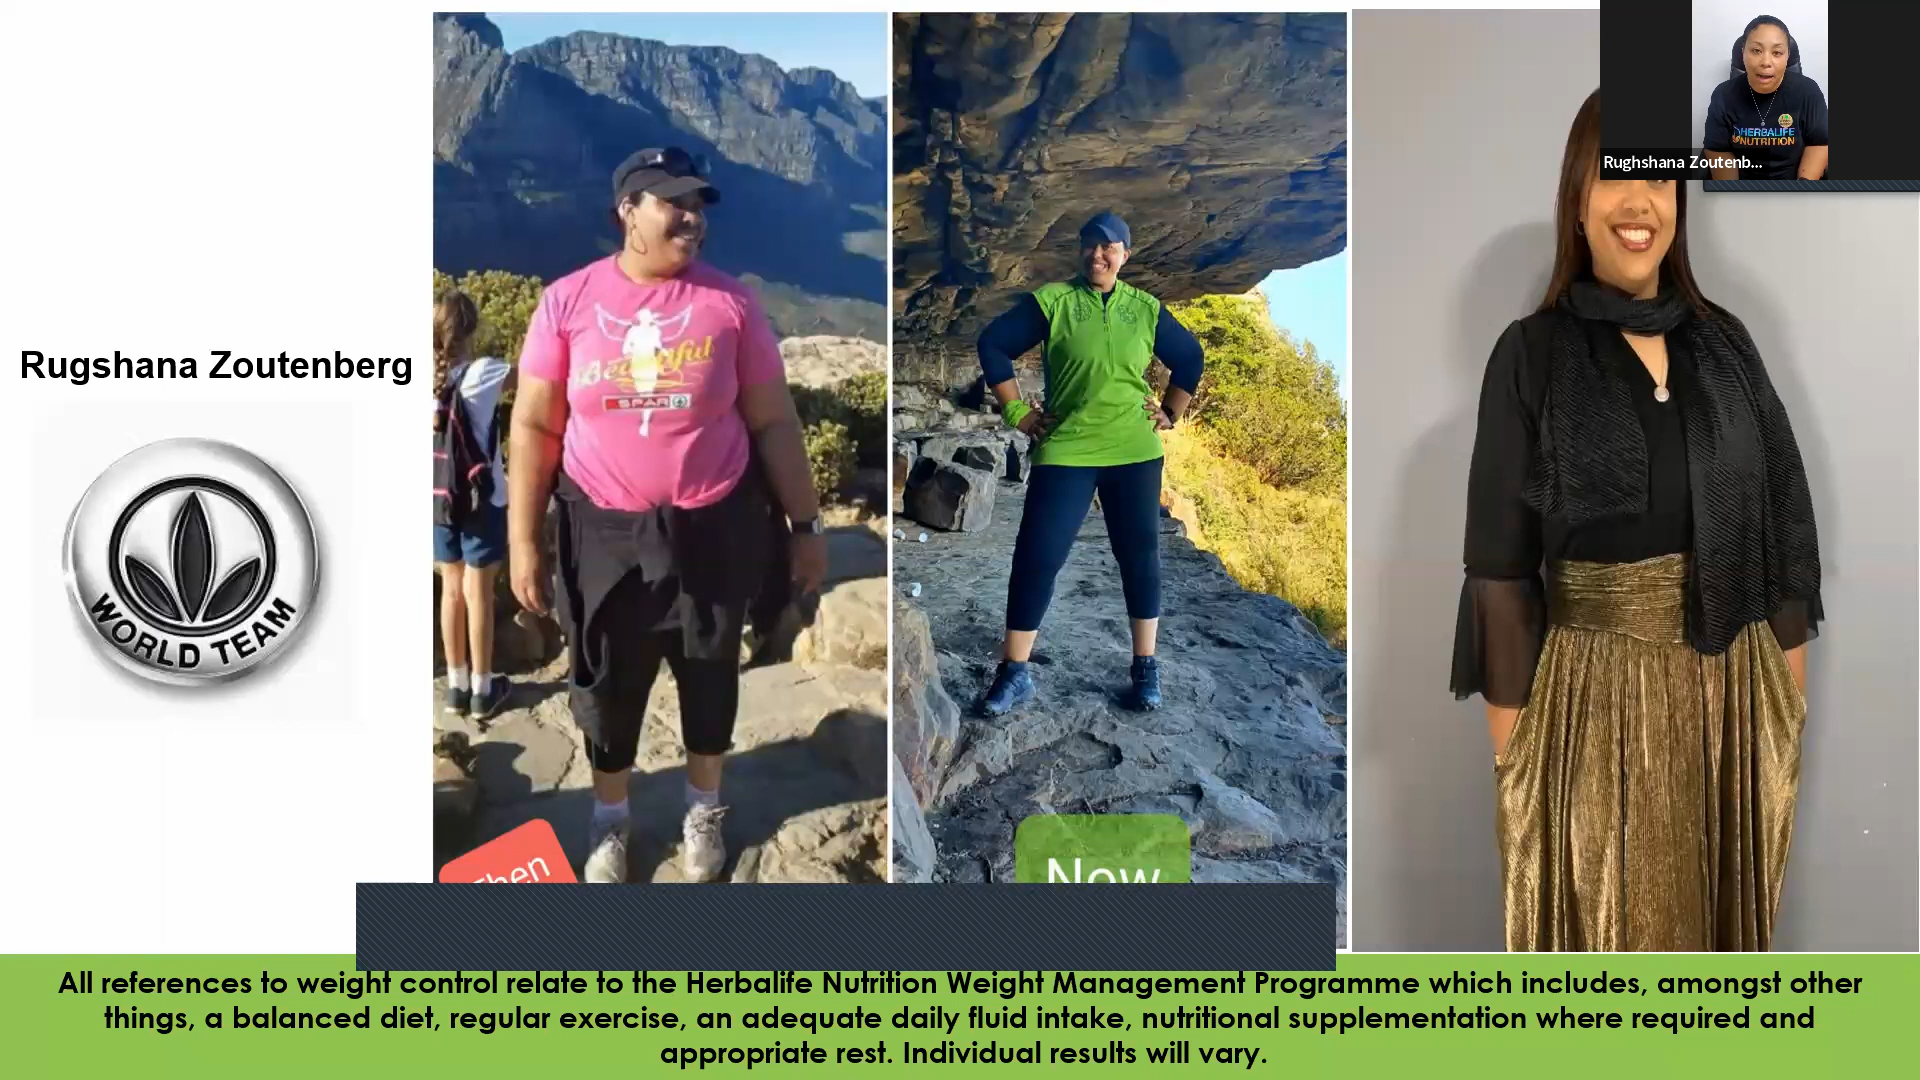 Rughshana Zoutenb...
HERBALIFE
NUTRITION
Rugshana Zoutenberg
Beautiful
SPAR
WORLD TEAM
Then
Now
All references to weight control relate to the Herbalife Nutrition Weight Management Programme which includes, amongst other
things, a balanced diet, regular exercise, an adequate daily fluid intake, nutritional supplementation where required and
appropriate rest. Individual results will vary.